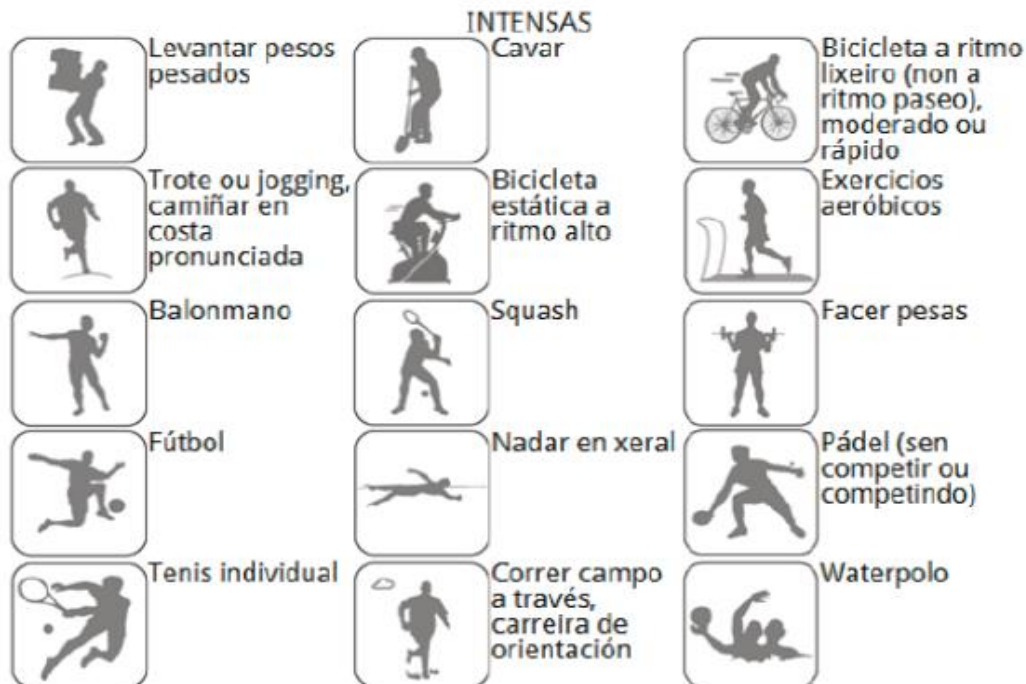 INTENSAS
Levantar pesos
pesados
Cavar
Bicicleta a ritmo
lixeiro (non a
ritmo paseo),
moderado ou
rápido
Trote ou jogging,
camiñar en
costa
pronunciada
Bicicleta
estática a
ritmo alto
Exercicios
aeróbicos
Balonmano
Squash
Facer pesas
Fútbol
Nadar en xeral
Pádel (sen
competir ou
competindo)
Tenis individual
Correr campo
a través,
carreira de
orientación
Waterpolo